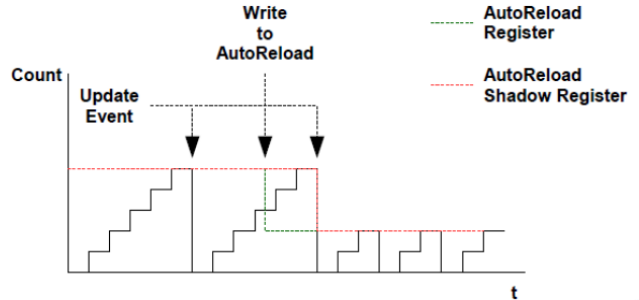 Write
to
AutoReload
AutoReload
Register
AutoReload
Shadow Register
Count
Update
Event
t